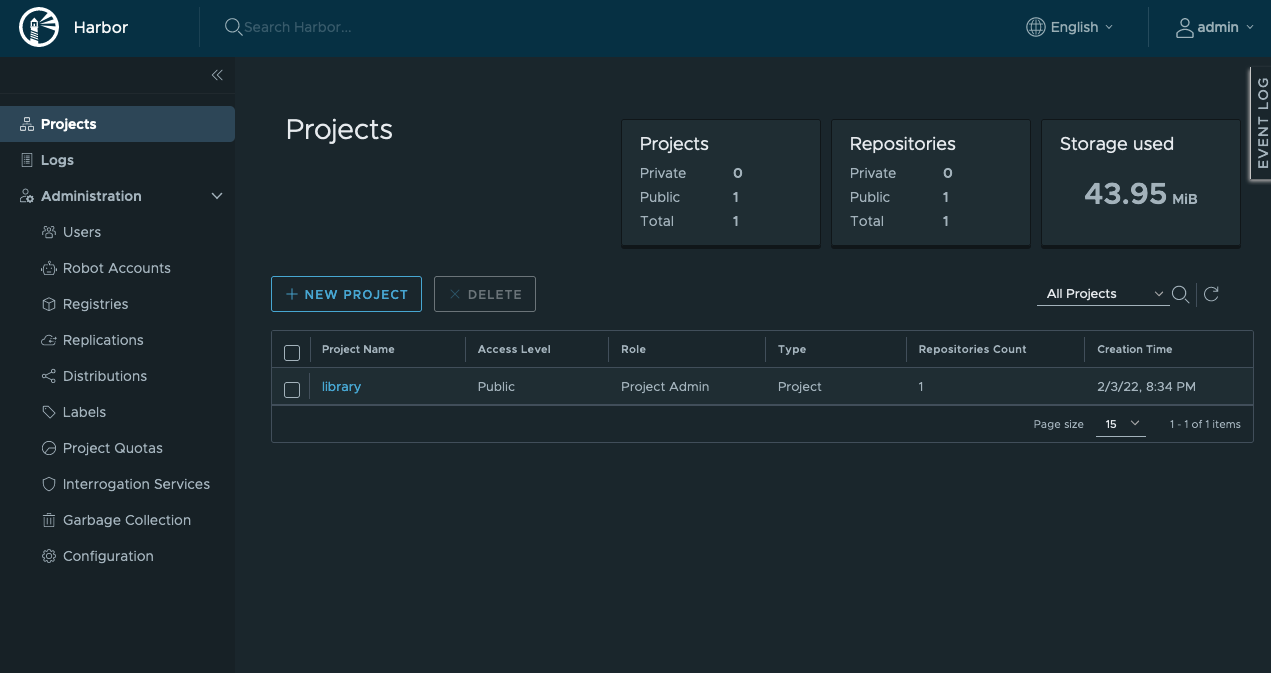 Harbor
Search Harbor...
English
admin
EVENT LOG
Projects
Logs
Administration
Users
Robot Accounts
Registries
Replications
Distributions
Labels
Project Quotas
Interrogation Services
Garbage Collection
Configuration
Projects
Projects
Private 0
Public 1
Total 1
Repositories
Private 0
Public 1
Total 1
Storage used
43.95 MiB
NEW PROJECT
DELETE
All Projects
Project Name Access Level Role Type Repositories Count Creation Time
library Public Project Admin Project 1 2/3/22, 8:34 PM
Page size 15 1 - 1 of 1 items